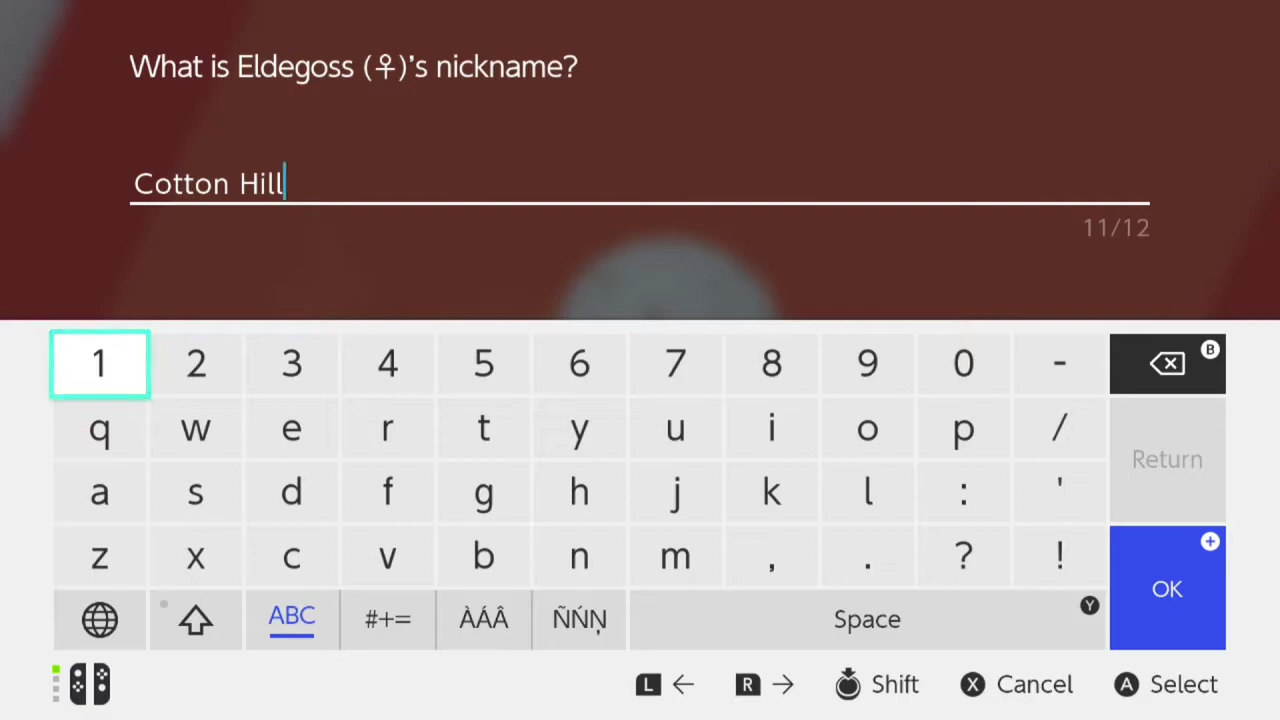 What is Eldegoss (♀)'s nickname?
Cotton Hill
11/12
1 2 3 4 5 6 7 8 9 0 - B
q w e r t y u i o p / Return
a s d f g h j k l : '
z x c v b n m , . ? ! + OK
ABC #+= ÀÁÂ ÑŃŅ Space Y
L ← R → Shift X Cancel A Select